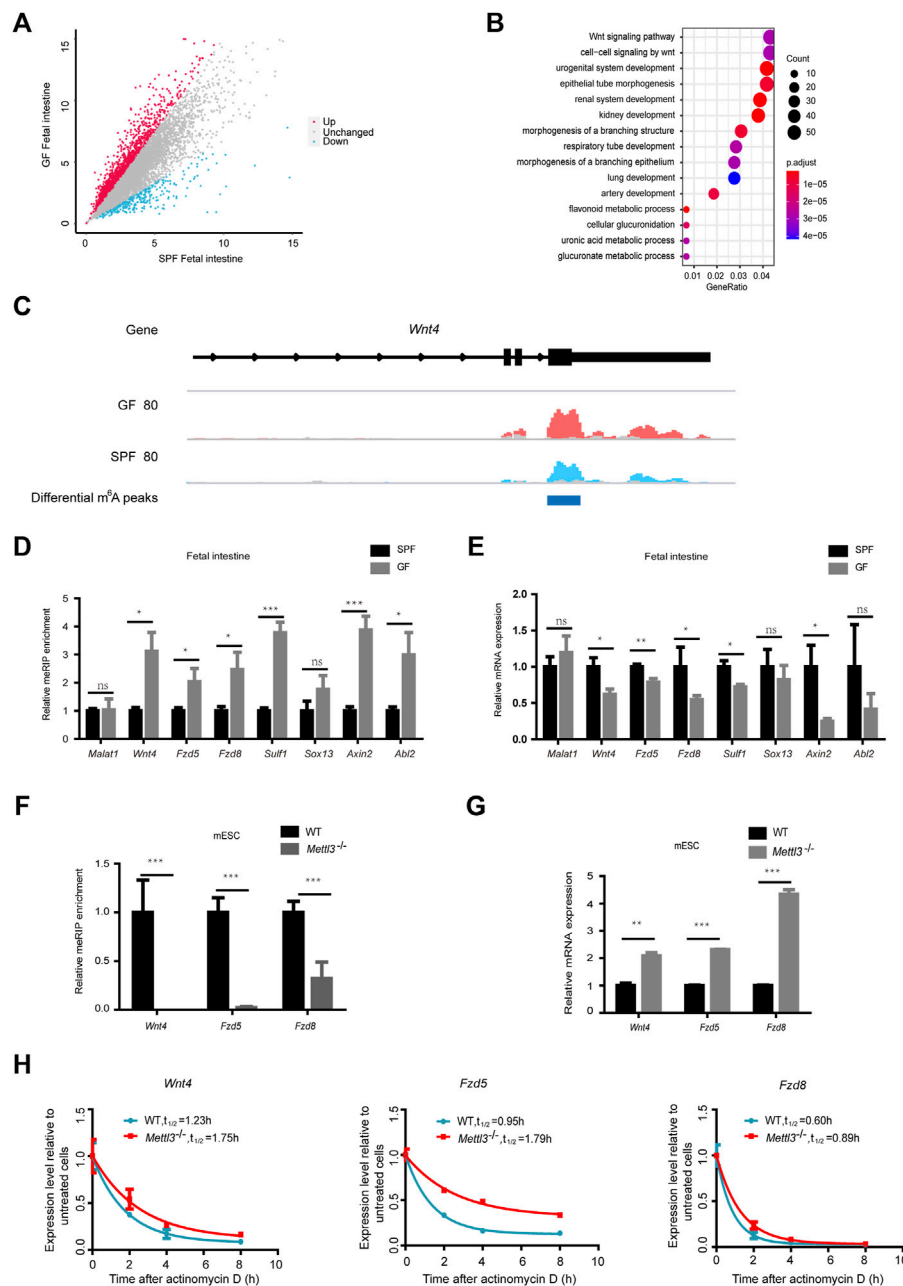 A
15
10
5
0
GF Fetal intestine
0 5 10 15
SPF Fetal intestine
Up
Unchanged
Down
B
Wnt signaling pathway
cell−cell signaling by wnt
urogenital system development
epithelial tube morphogenesis
renal system development
kidney development
morphogenesis of a branching structure
respiratory tube development
morphogenesis of a branching epithelium
lung development
artery development
flavonoid metabolic process
cellular glucuronidation
uronic acid metabolic process
glucuronate metabolic process
0.01 0.02 0.03 0.04
GeneRatio
Count
10
20
30
40
50
p.adjust
1e−05
2e−05
3e−05
4e−05
C
Gene
Wnt4
GF 80
SPF 80
Differential m⁶A peaks
D
Fetal intestine
SPF
GF
Relative meRIP enrichment
5
4
3
2
1
0
ns * * * *** ns *** *
Malat1 Wnt4 Fzd5 Fzd8 Sulf1 Sox13 Axin2 Abl2
E
Fetal intestine
SPF
GF
Relative mRNA expression
2.0
1.5
1.0
0.5
0.0
ns * ** * * ns * ns
Malat1 Wnt4 Fzd5 Fzd8 Sulf1 Sox13 Axin2 Abl2
F
mESC
WT
Mettl3⁻/⁻
Relative meRIP enrichment
1.5
1.0
0.5
0.0
*** *** ***
Wnt4 Fzd5 Fzd8
G
mESC
WT
Mettl3⁻/⁻
Relative mRNA expression
5
4
3
2
1
0
** *** ***
Wnt4 Fzd5 Fzd8
H
Wnt4
Expression level relative to
untreated cells
1.5
1.0
0.5
0.0
WT,t1/2 =1.23h
Mettl3⁻/⁻,t1/2 =1.75h
0 2 4 6 8 10
Time after actinomycin D (h)
Fzd5
Expression level relative to
untreated cells
1.5
1.0
0.5
0.0
WT,t1/2 =0.95h
Mettl3⁻/⁻,t1/2 =1.79h
0 2 4 6 8 10
Time after actinomycin D (h)
Fzd8
Expression level relative to
untreated cells
1.5
1.0
0.5
0.0
WT,t1/2 =0.60h
Mettl3⁻/⁻,t1/2 =0.89h
0 2 4 6 8 10
Time after actinomycin D (h)